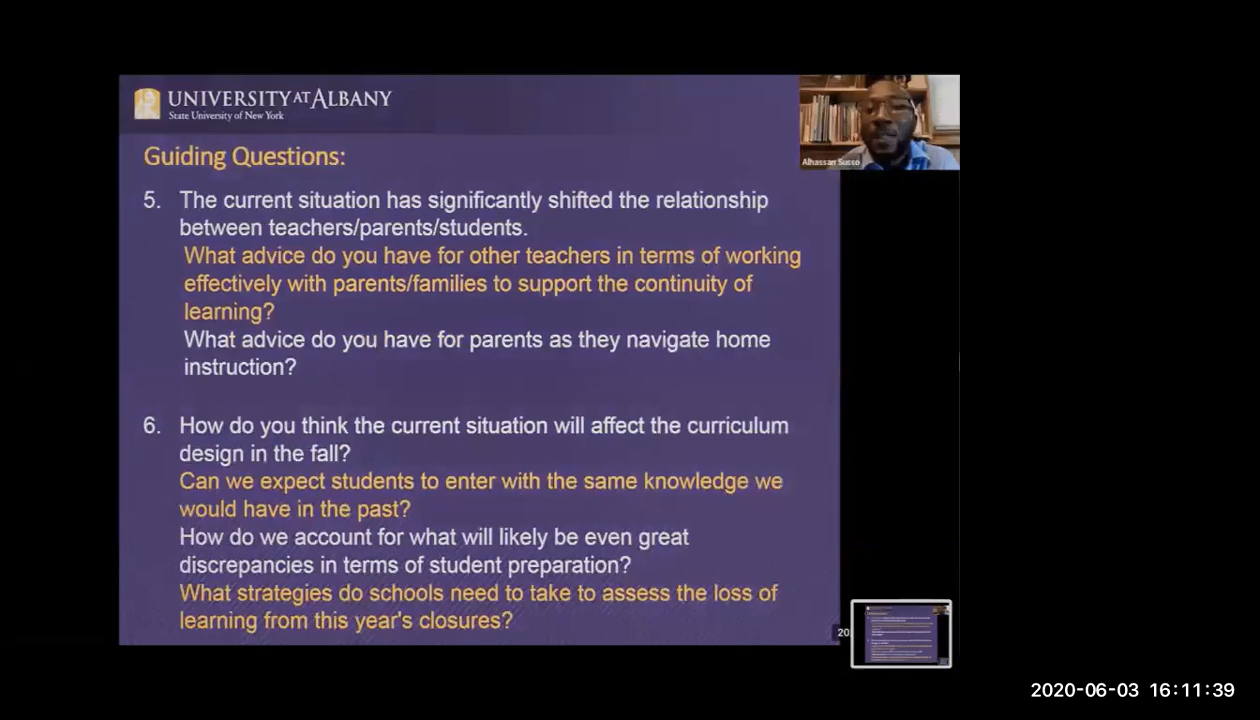 UNIVERSITY AT ALBANY
State University of New York
Alhassan Susso
Guiding Questions:
5. The current situation has significantly shifted the relationship
between teachers/parents/students.
What advice do you have for other teachers in terms of working
effectively with parents/families to support the continuity of
learning?
What advice do you have for parents as they navigate home
instruction?
6. How do you think the current situation will affect the curriculum
design in the fall?
Can we expect students to enter with the same knowledge we
would have in the past?
How do we account for what will likely be even great
discrepancies in terms of student preparation?
What strategies do schools need to take to assess the loss of
learning from this year's closures?
20
2020-06-03 16:11:39